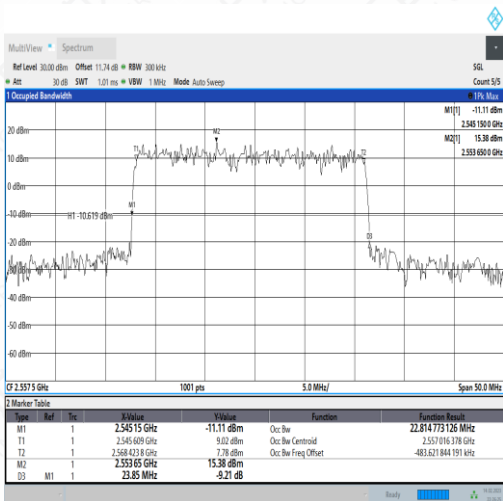 MultiView Spectrum
Ref Level 30.00 dBm Offset 11.74 dB RBW 300 kHz SGL
Att 30 dB SWT 1.01 ms VBW 1 MHz Mode Auto Sweep Count 5/5
1 Occupied Bandwidth 1Pk Max
M1[1] -11.11 dBm
2.545 150 0 GHz
M2[1] 15.38 dBm
2.553 650 0 GHz
20 dBm
M2
T1 T2
10 dBm
0 dBm
M1
-10 dBm H1 -10.619 dBm
D3
-20 dBm
-30 dBm
-40 dBm
-50 dBm
-60 dBm
CF 2.557 5 GHz 1001 pts 5.0 MHz/ Span 50.0 MHz
2 Marker Table
Type Ref Trc X-Value Y-Value Function Function Result
M1 1 2.545 15 GHz -11.11 dBm Occ Bw 22.814 773 126 MHz
T1 1 2.545 609 GHz 9.02 dBm Occ Bw Centroid 2.557 016 378 GHz
T2 1 2.568 423 8 GHz 7.78 dBm Occ Bw Freq Offset -483.621 844 191 kHz
M2 1 2.553 65 GHz 15.38 dBm
D3 M1 1 23.85 MHz -9.21 dB
Ready